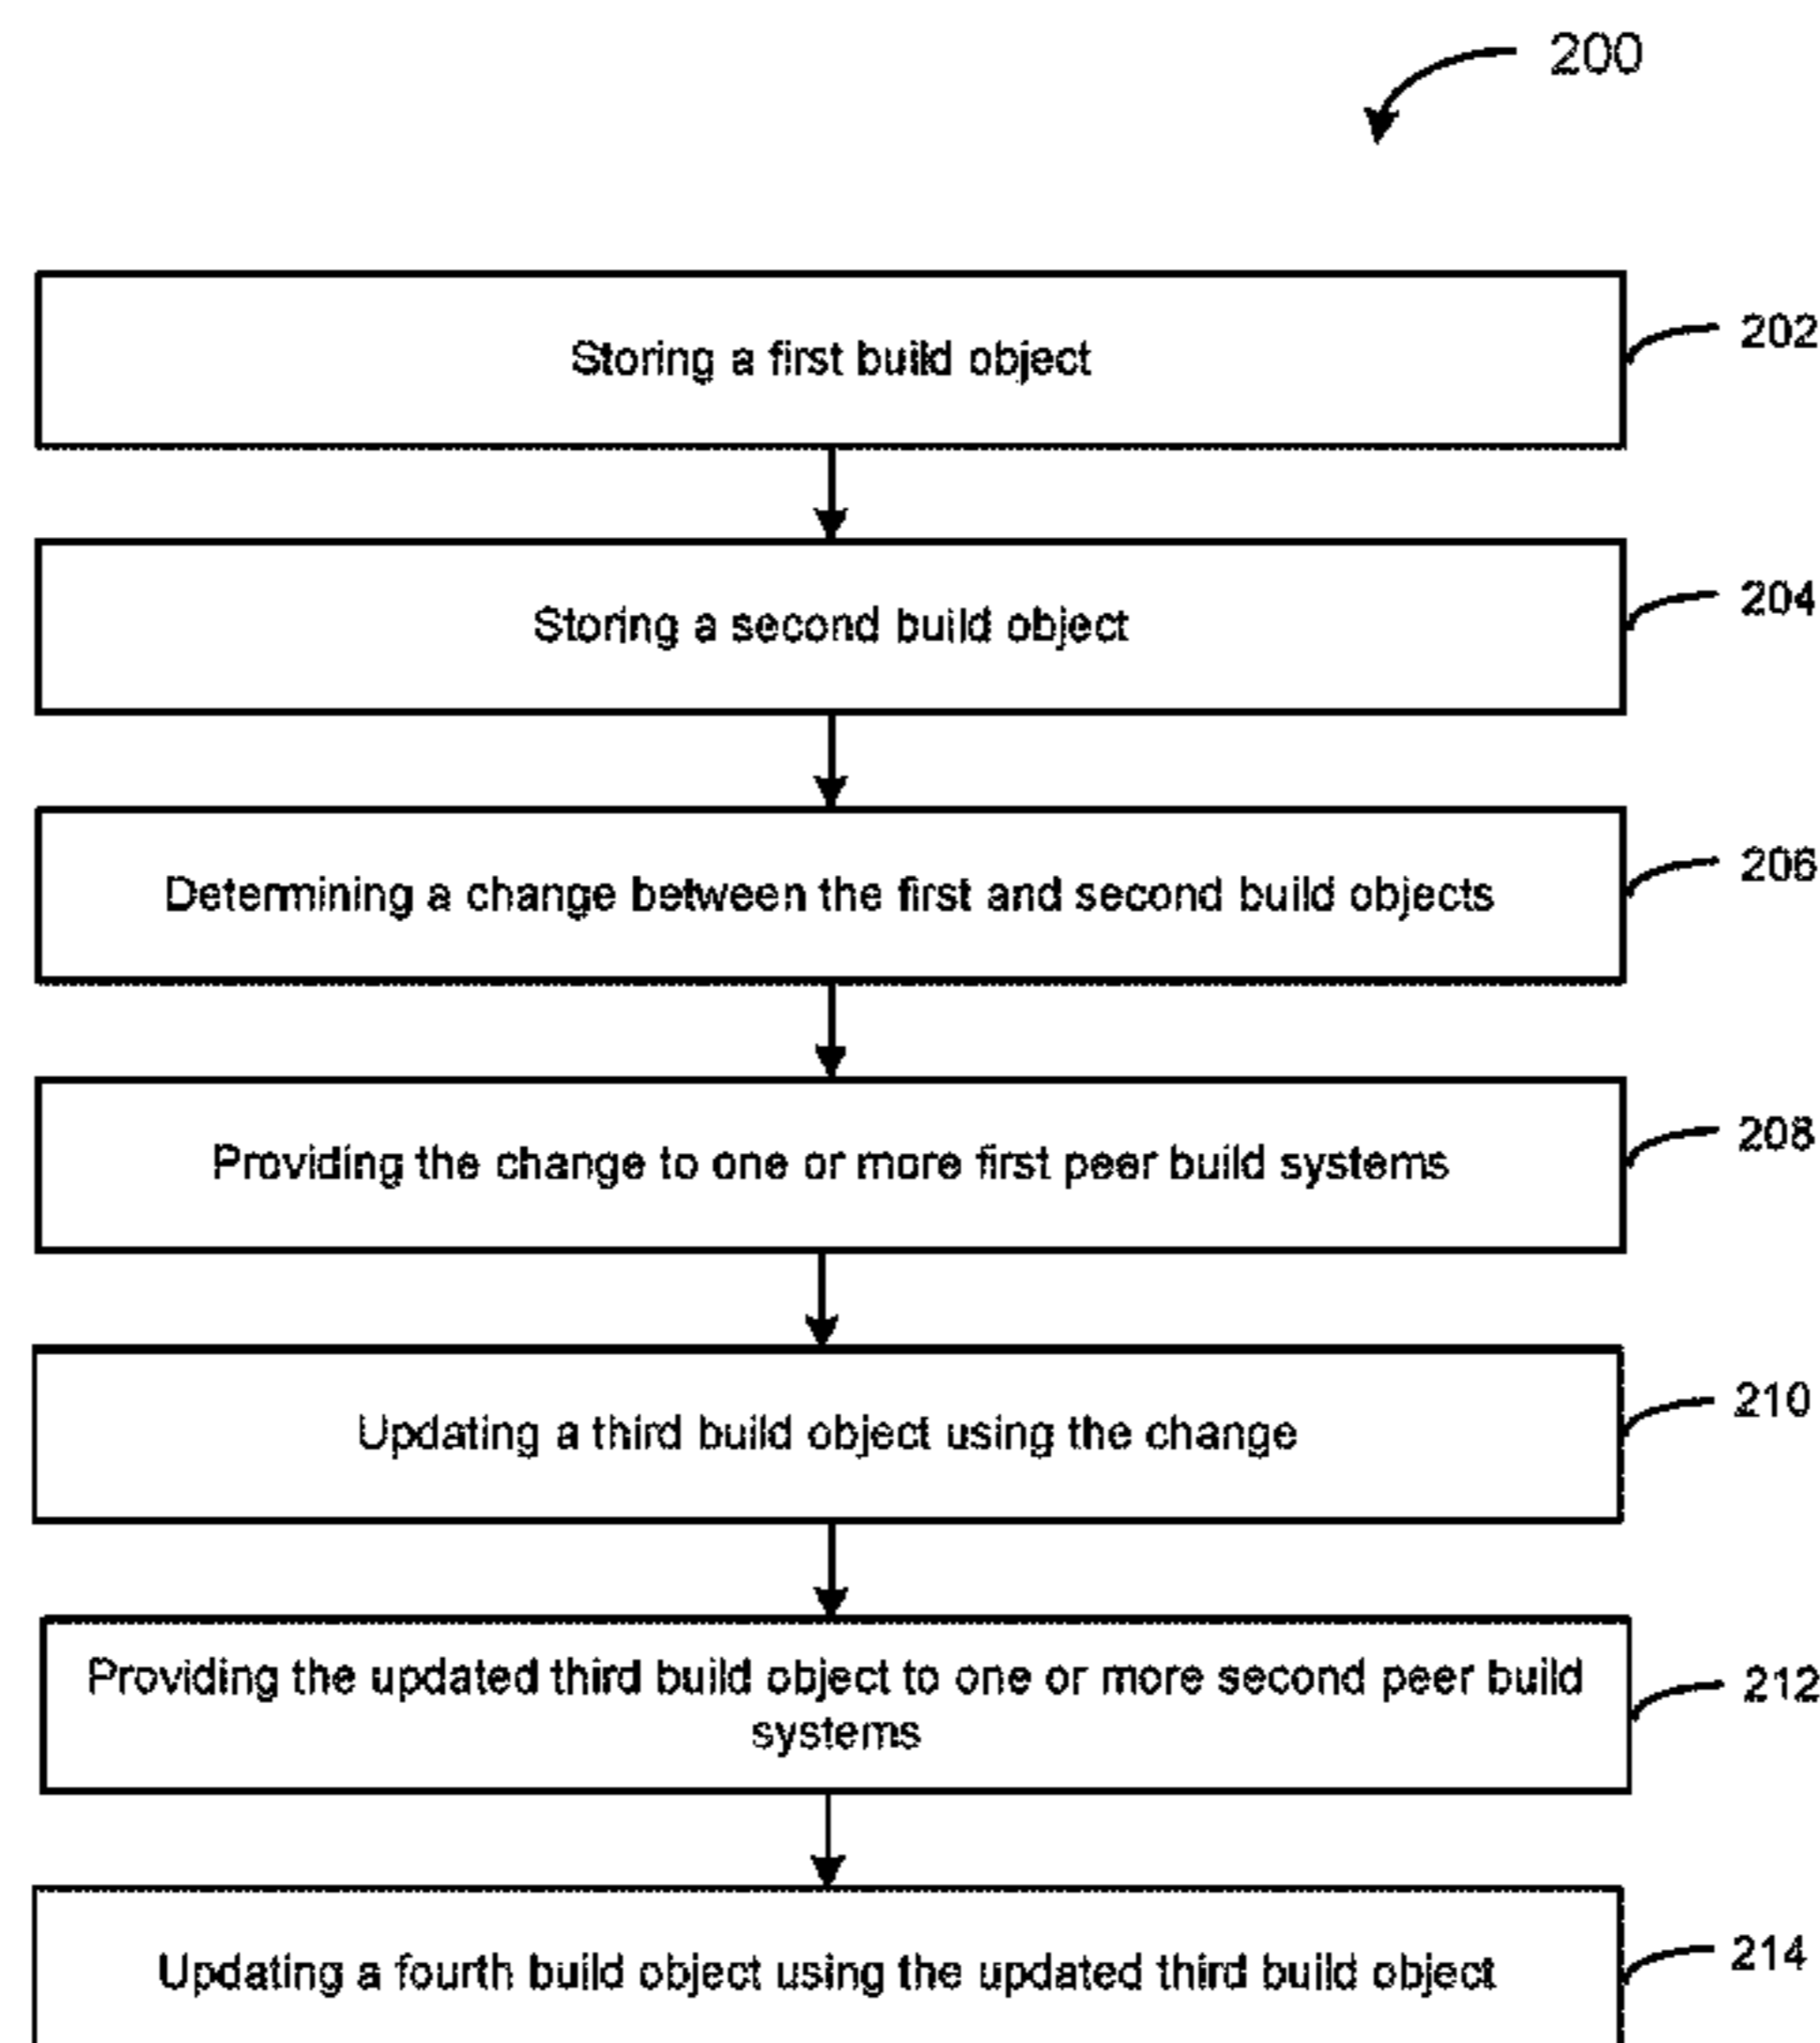 200
Storing a first build object
202
Storing a second build object
204
Determining a change between the first and second build objects
206
Providing the change to one or more first peer build systems
208
Updating a third build object using the change
210
Providing the updated third build object to one or more second peer build
systems
212
Updating a fourth build object using the updated third build object
214